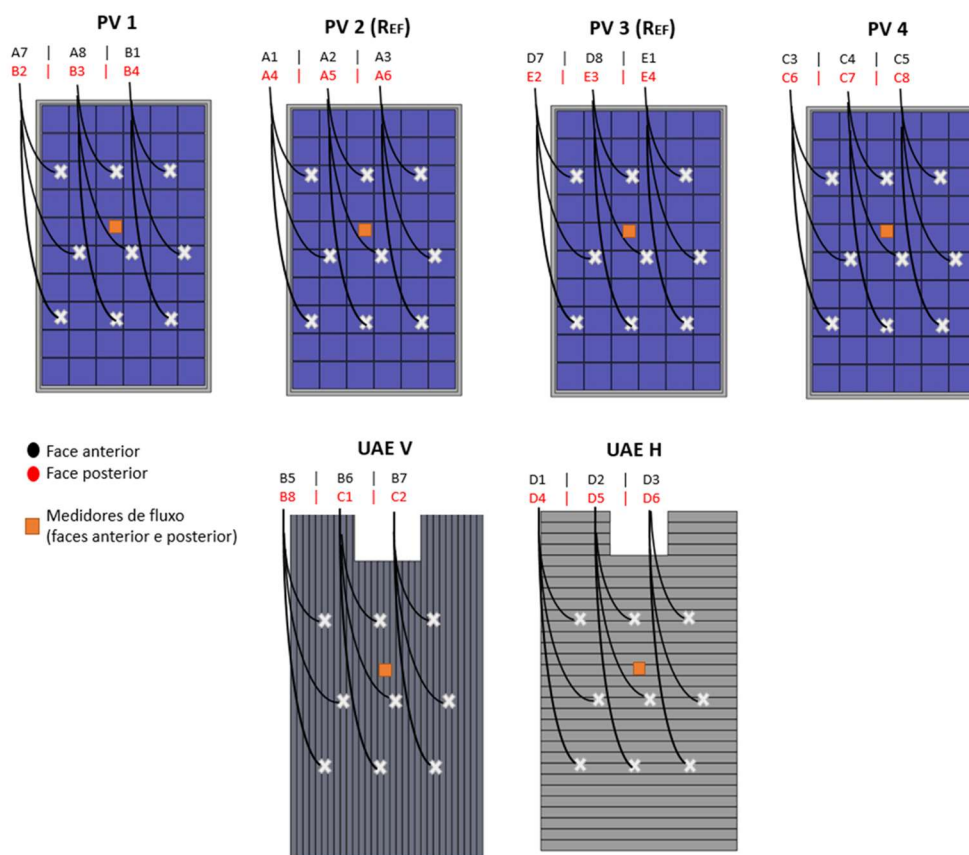 PV 1
A7 | A8 | B1
B2 | B3 | B4
PV 2 (REF)
A1 | A2 | A3
A4 | A5 | A6
PV 3 (REF)
D7 | D8 | E1
E2 | E3 | E4
PV 4
C3 | C4 | C5
C6 | C7 | C8
Face anterior
Face posterior
Medidores de fluxo
(faces anterior e posterior)
UAE V
B5 | B6 | B7
B8 | C1 | C2
UAE H
D1 | D2 | D3
D4 | D5 | D6